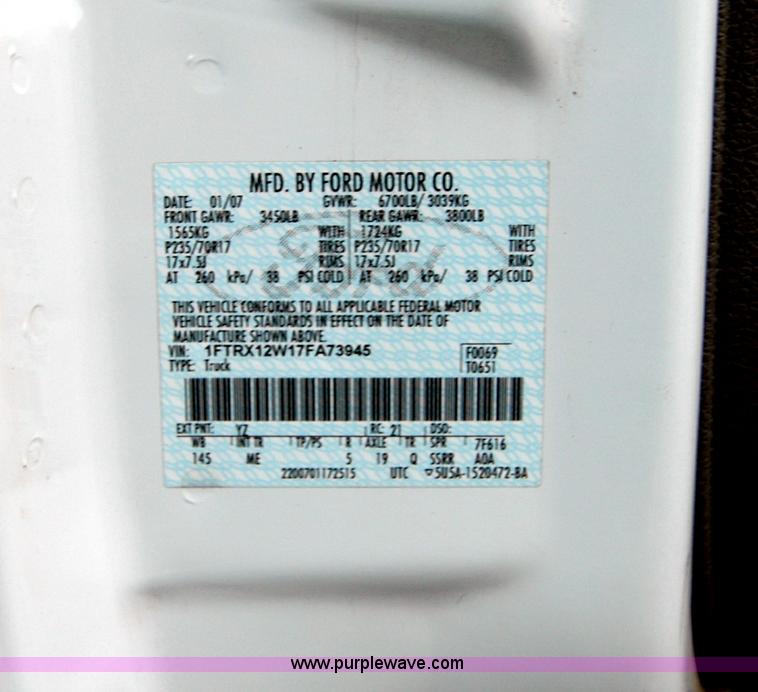 MFD. BY FORD MOTOR CO.
DATE: 01/07 GVWR: 6700LB/ 3039KG
FRONT GAWR: 3450LB REAR GAWR: 3800LB
1565KG WITH 1724KG WITH
P235/70R17 TIRES P235/70R17 TIRES
17x7.5J RIMS 17x7.5J RIMS
AT 260 kPa/ 38 PSI COLD AT 260 kPa/ 38 PSI COLD
Ford
THIS VEHICLE CONFORMS TO ALL APPLICABLE FEDERAL MOTOR
VEHICLE SAFETY STANDARDS IN EFFECT ON THE DATE OF
MANUFACTURE SHOWN ABOVE.
VIN: 1FTRX12W17FA73945 F0069
TYPE: Truck T0651
EXT PNT: YZ RC: 21 DSO:
WB INT TR TP/PS R AXLE TR SPR 7F616
145 ME 5 19 Q SSRR A0A
2200701172515 UTC ▽5U5A-1520472-BA
www.purplewave.com